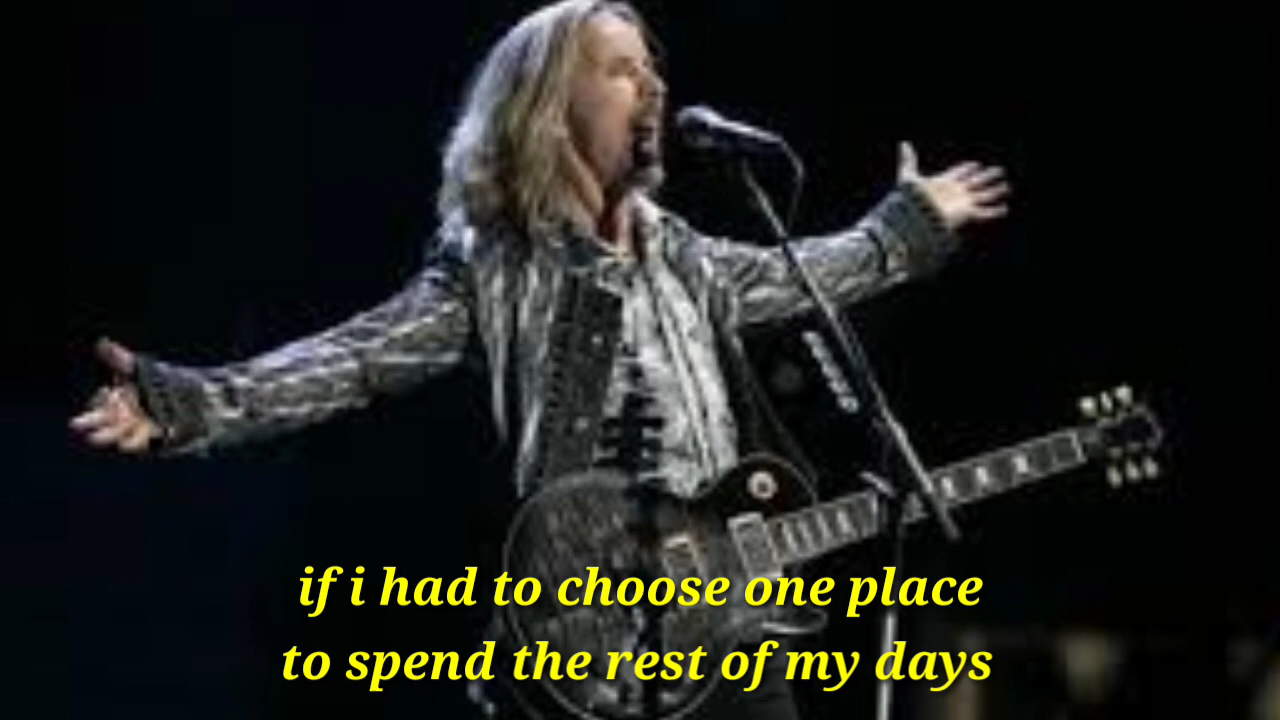 if i had to choose one place
to spend the rest of my days